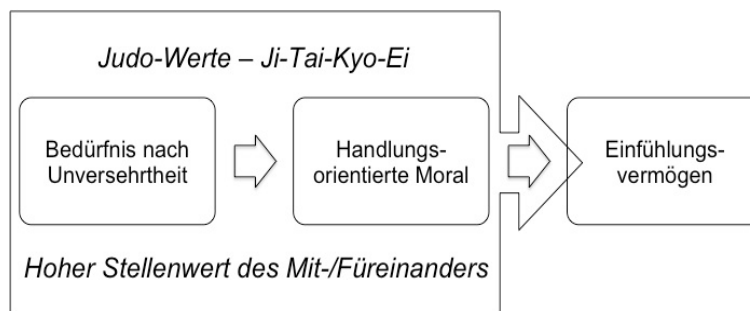 Judo-Werte – Ji-Tai-Kyo-Ei
Bedürfnis nach
Unversehrtheit
Handlungs-
orientierte Moral
Einfühlungs-
vermögen
Hoher Stellenwert des Mit-/Füreinanders